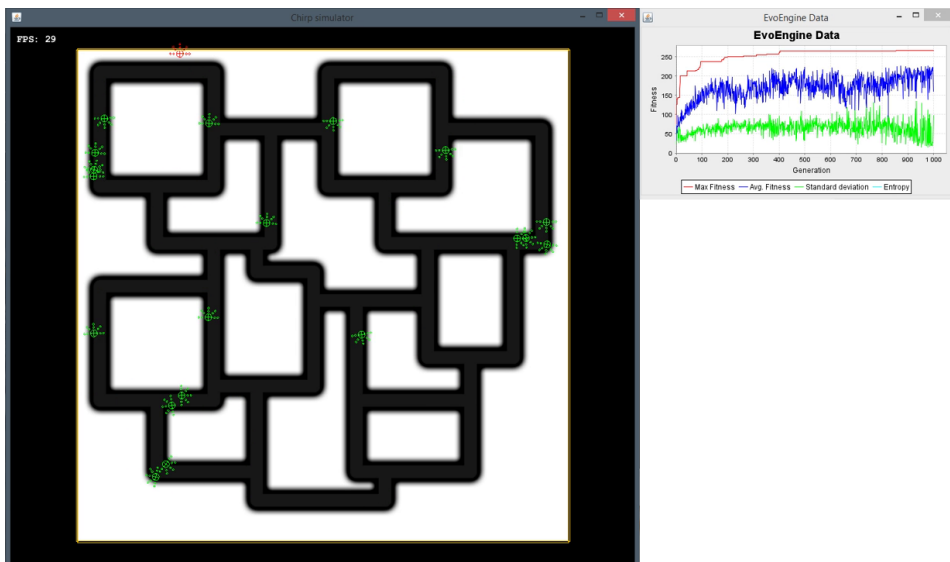 Chirp simulator
FPS: 29
EvoEngine Data
EvoEngine Data
Fitness
250
200
150
100
50
0
0 100 200 300 400 500 600 700 800 900 1 000
Generation
Max Fitness Avg. Fitness Standard deviation Entropy